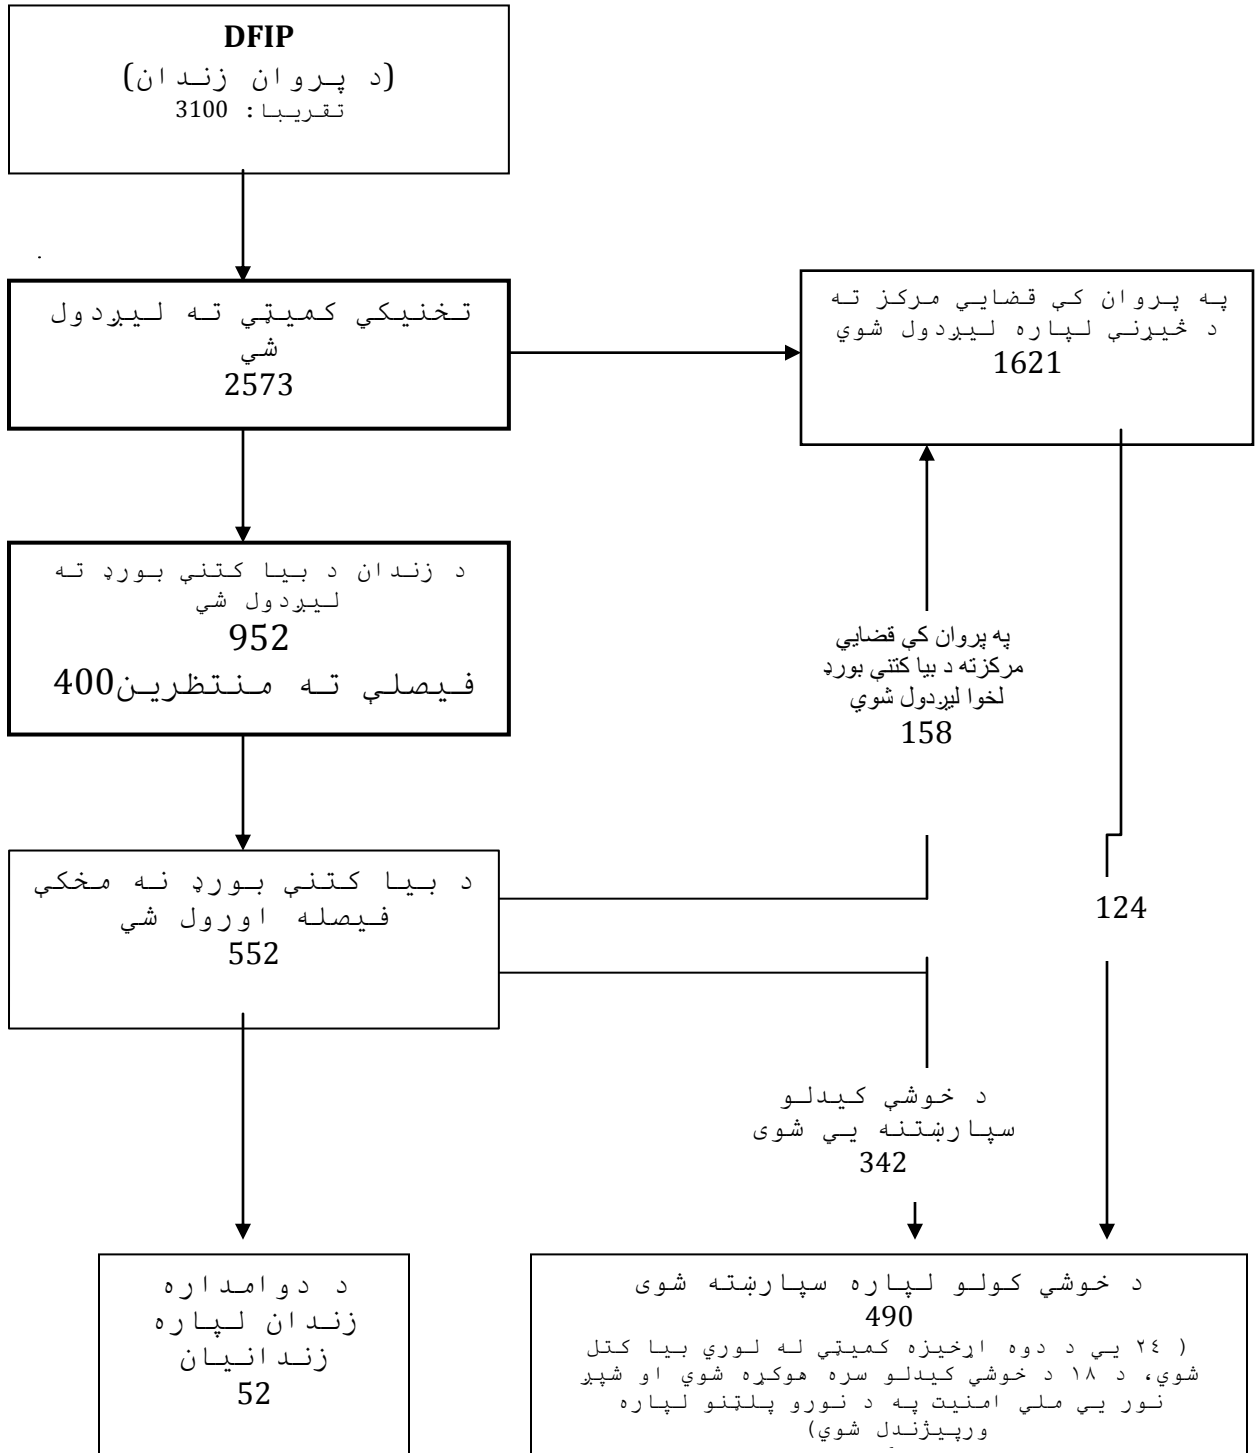 DFIP
(د پروان زندان)
تقریبا: 3100
تخنیکي کمیټي ته لیږدول
شي
2573
په پروان کې قضایي مرکز ته
د څیړنې لپاره لیږدول شوي
1621
د زندان د بیا کتنې بورډ ته
لیږدول شي
952
فیصلې ته منتظرین400
په پروان کې قضایي
مرکزته د بیا کتنې بورډ
لخوا لیږدول شوي
158
د بیا کتنې بورډ نه مخکې
فیصله اورول شي
552
124
د خوشې کیدلو
سپارښتنه یې شوی
342
د دوامداره
زندان لپاره
زندانیان
52
د خوشې کولو لپاره سپارښته شوی
490
( ٢٤ یې د دوه اړخیزه کمیټې له لوري بیا کتل
شوي، د ١٨ د خوشې کیدلو سره هوکړه شوي او شپږ
نور یې ملي امنیت په د نورو پلټنو لپاره
ورپیژندل شوي)